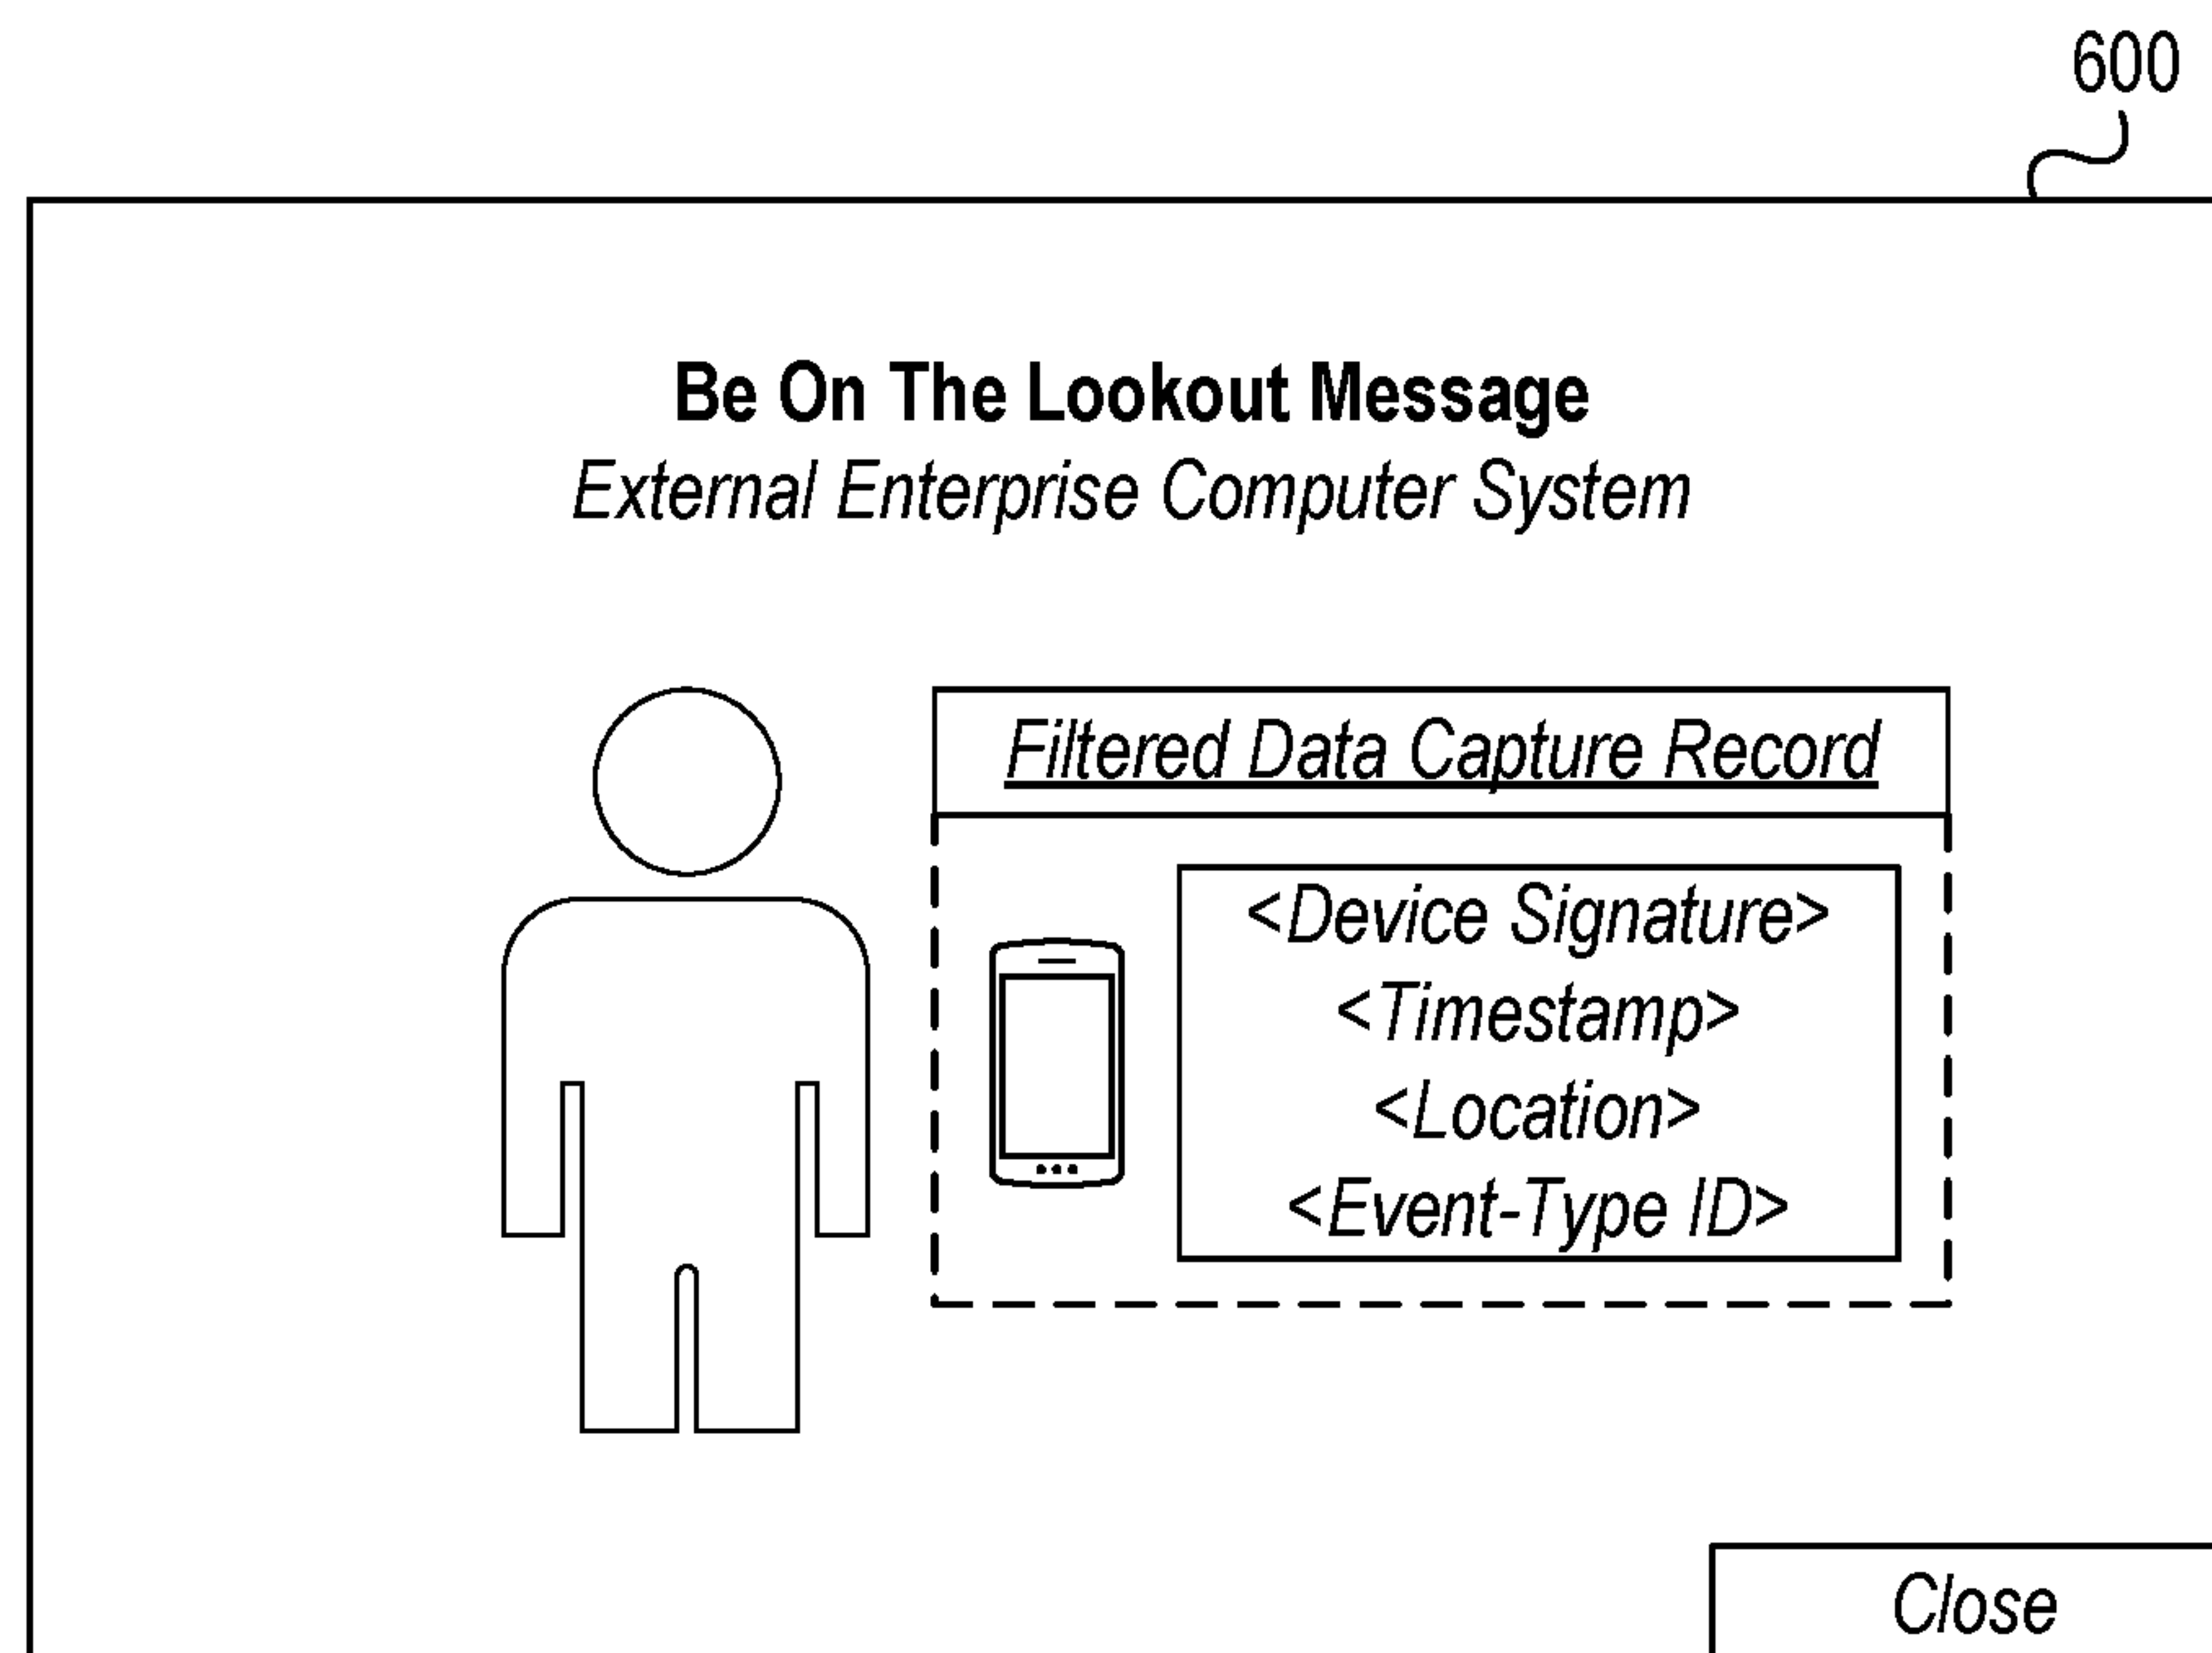 600
Be On The Lookout Message
External Enterprise Computer System
Filtered Data Capture Record
<Device Signature>
<Timestamp>
<Location>
<Event-Type ID>
Close